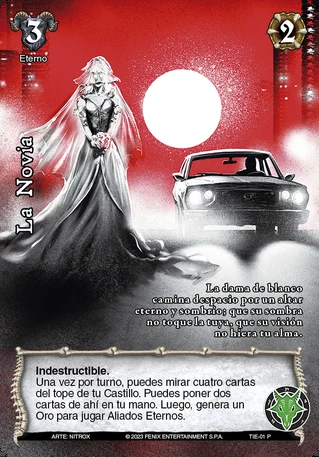 3
2
Eterno
La Novia
La dama de blanco
camina despacio por un altar
eterno y sombrío; que su sombra
no toque la tuya, que su visión
no hiera tu alma.
Indestructible.
Una vez por turno, puedes mirar cuatro cartas
del tope de tu Castillo. Puedes poner dos
cartas de ahí en tu mano. Luego, genera un
Oro para jugar Aliados Eternos.
ARTE: NITROX
© 2023 FENIX ENTERTAINMENT S.P.A.
TIE-01 P